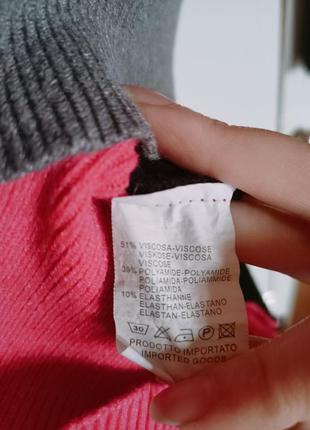 51% VISCOSA-VISCOSE
VISKOSE-VISCOSA
VISCOSE
39% POLYAMIDE-POLYAMIDE
POLIAMIDA-POLIAMMIDE
POLIAMIDA
10% ELASTHANNE
ELASTHAN-ELASTANO
ELASTAN-ELASTANO
30 P
PRODOTTO IMPORTATO
IMPORTED GOODS